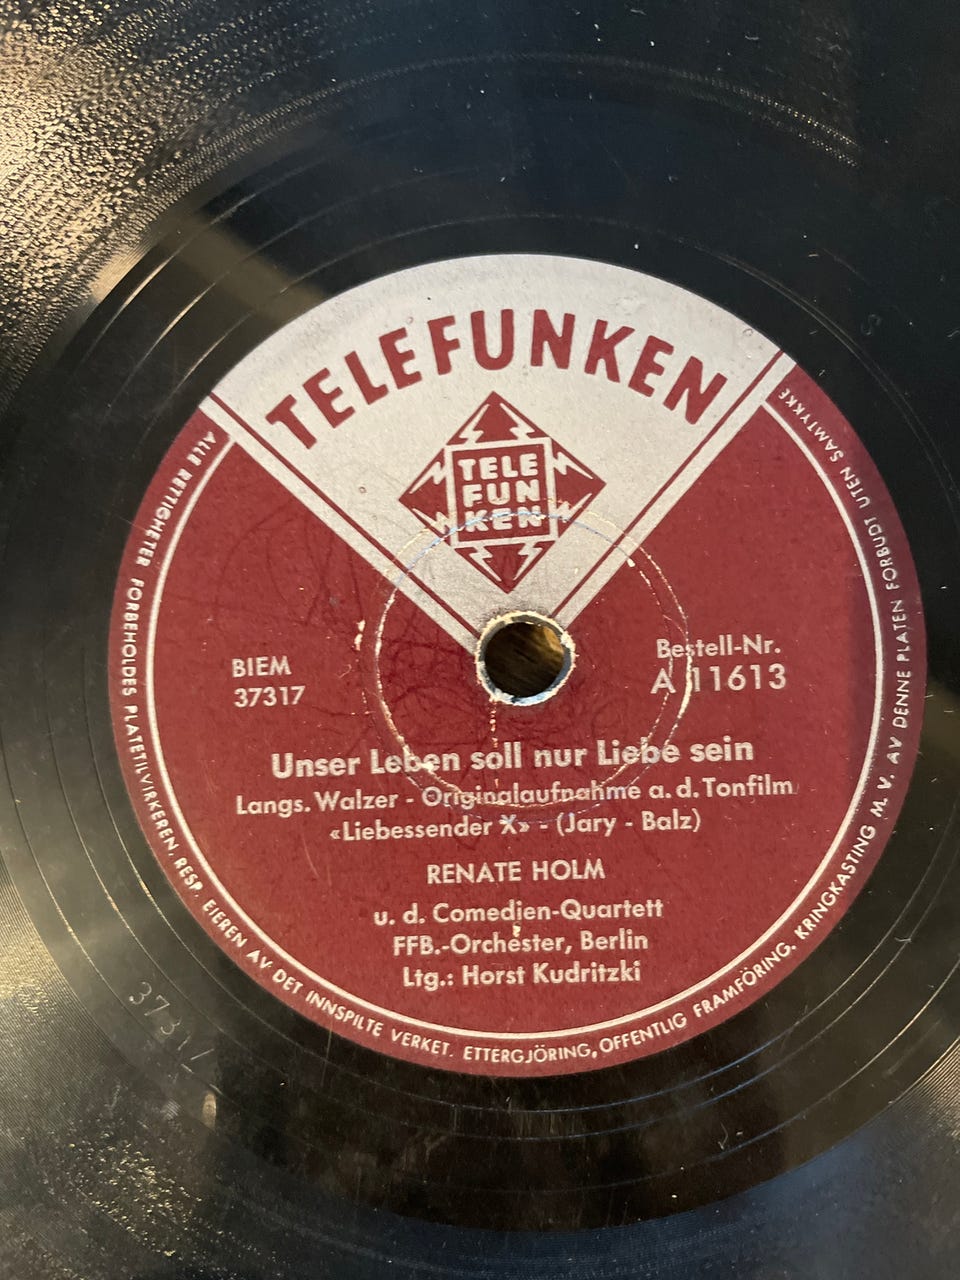 TELEFUNKEN
TELE
FUN
KEN
BIEM
37317
Bestell-Nr.
A 11613
Unser Leben soll nur Liebe sein
Langs. Walzer - Originalaufnahme a. d. Tonfilm
«Liebessender X» - (Jary - Balz)
RENATE HOLM
u. d. Comedien-Quartett
FFB.-Orchester, Berlin
Ltg.: Horst Kudritzki
ALLE RETTIGHETER FORBEHOLDES PLATETILVIRKEREN. RESP. EIEREN AV DET INNSPILTE VERKET. ETTERGJÖRING, OFFENTLIG FRAMFÖRING. KRINGKASTING M. V. AV DENNE PLATEN FORBUDT UTEN SAMTYKKE